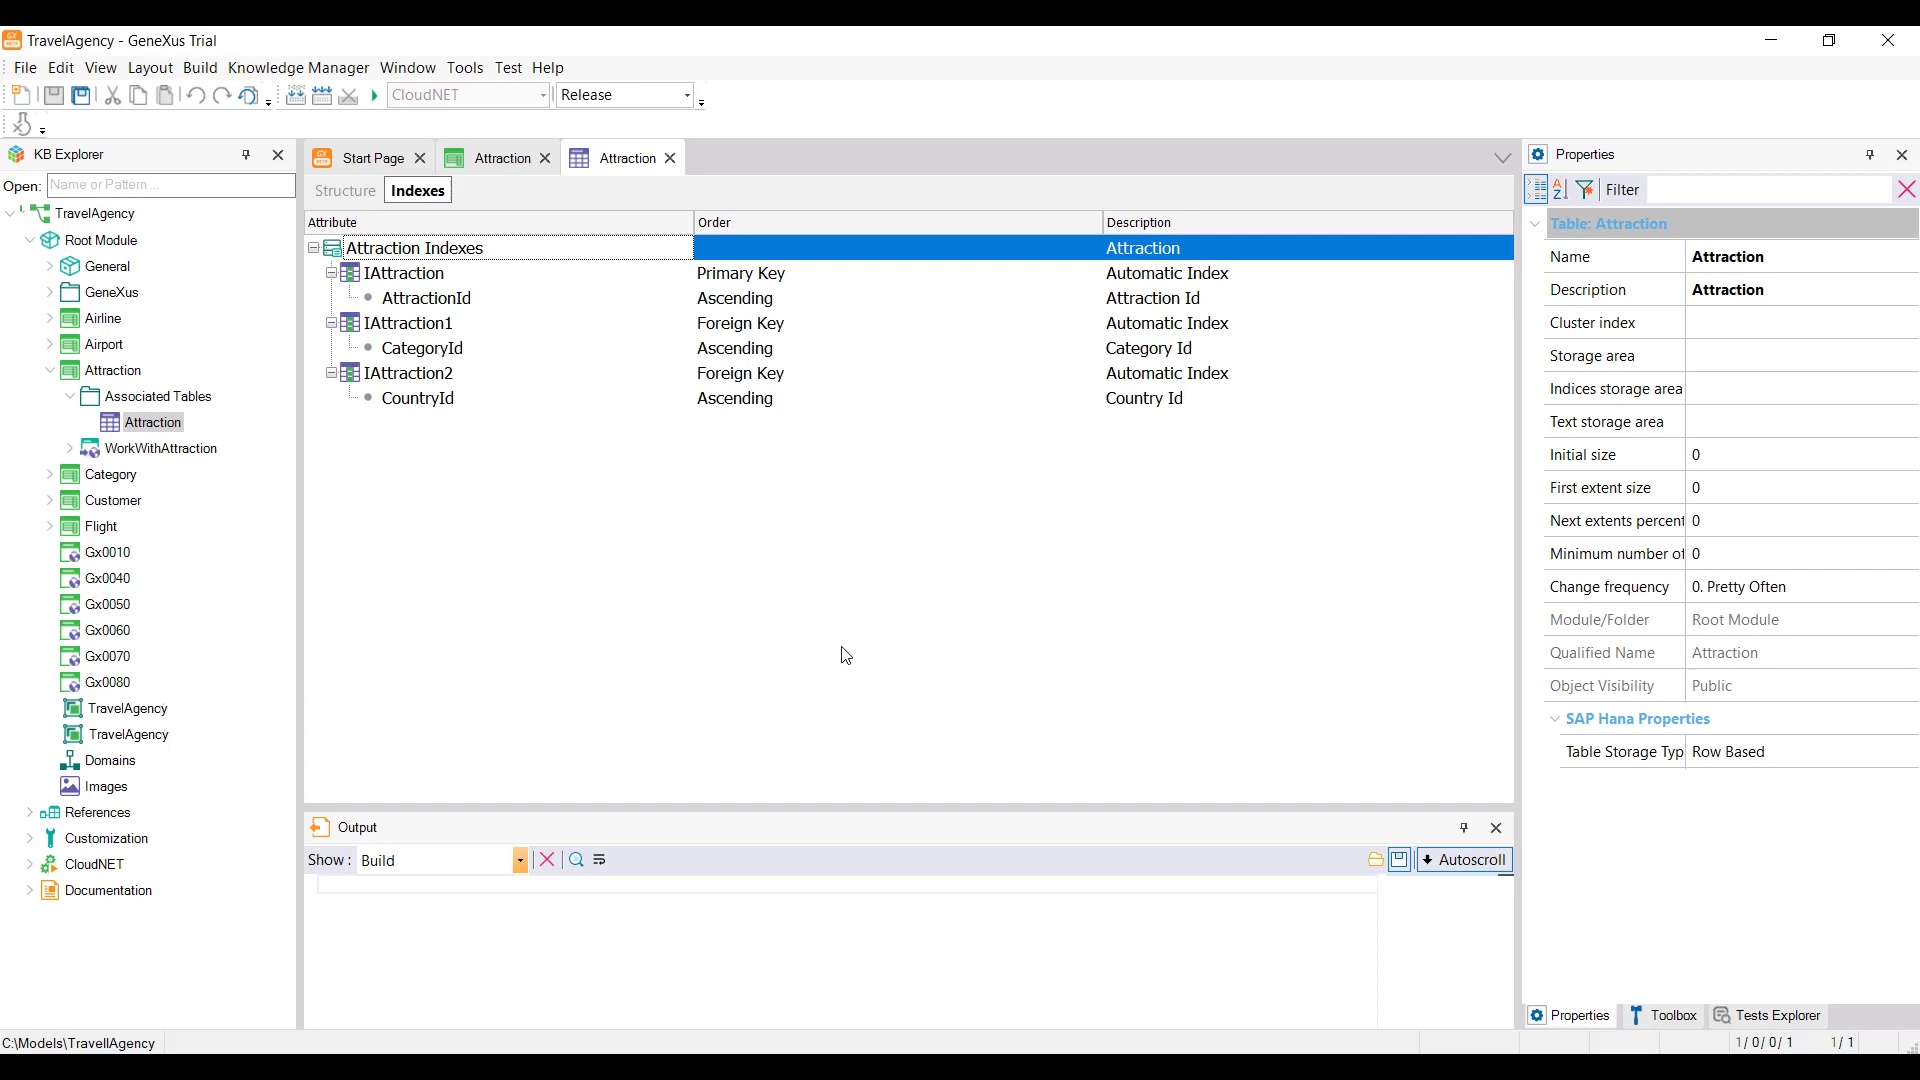 TravelAgency - GeneXus Trial
File Edit View Layout Build Knowledge Manager Window Tools Test Help
CloudNET Release
KB Explorer
Open: Name or Pattern ...
TravelAgency
Root Module
General
GeneXus
Airline
Airport
Attraction
Associated Tables
Attraction
WorkWithAttraction
Category
Customer
Flight
Gx0010
Gx0040
Gx0050
Gx0060
Gx0070
Gx0080
TravelAgency
TravelAgency
Domains
Images
References
Customization
CloudNET
Documentation
Start Page Attraction Attraction
Structure Indexes
Attribute Order Description
Attraction Indexes Attraction
IAttraction Primary Key Automatic Index
AttractionId Ascending Attraction Id
IAttraction1 Foreign Key Automatic Index
CategoryId Ascending Category Id
IAttraction2 Foreign Key Automatic Index
CountryId Ascending Country Id
Output
Show : Build Autoscroll
Properties
Filter
Table: Attraction
Name Attraction
Description Attraction
Cluster index
Storage area
Indices storage area
Text storage area
Initial size 0
First extent size 0
Next extents percent 0
Minimum number of 0
Change frequency 0. Pretty Often
Module/Folder Root Module
Qualified Name Attraction
Object Visibility Public
SAP Hana Properties
Table Storage Typ Row Based
Properties Toolbox Tests Explorer
C:\Models\TravellAgency 1/ 0/ 0/ 1 1/ 1